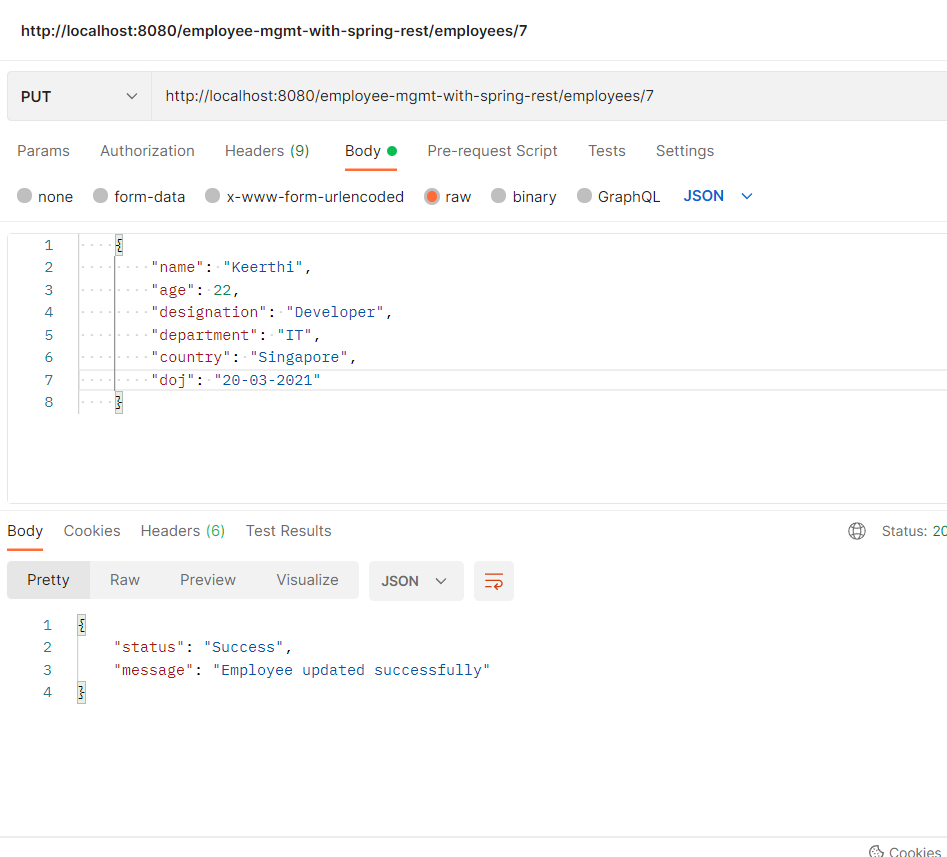 http://localhost:8080/employee-mgmt-with-spring-rest/employees/7
PUT http://localhost:8080/employee-mgmt-with-spring-rest/employees/7
Params Authorization Headers (9) Body Pre-request Script Tests Settings
none form-data x-www-form-urlencoded raw binary GraphQL JSON
1 {
2 "name": "Keerthi",
3 "age": 22,
4 "designation": "Developer",
5 "department": "IT",
6 "country": "Singapore",
7 "doj": "20-03-2021"
8 }
Body Cookies Headers (6) Test Results Status: 20
Pretty Raw Preview Visualize JSON
1 {
2 "status": "Success",
3 "message": "Employee updated successfully"
4 }
Cookies